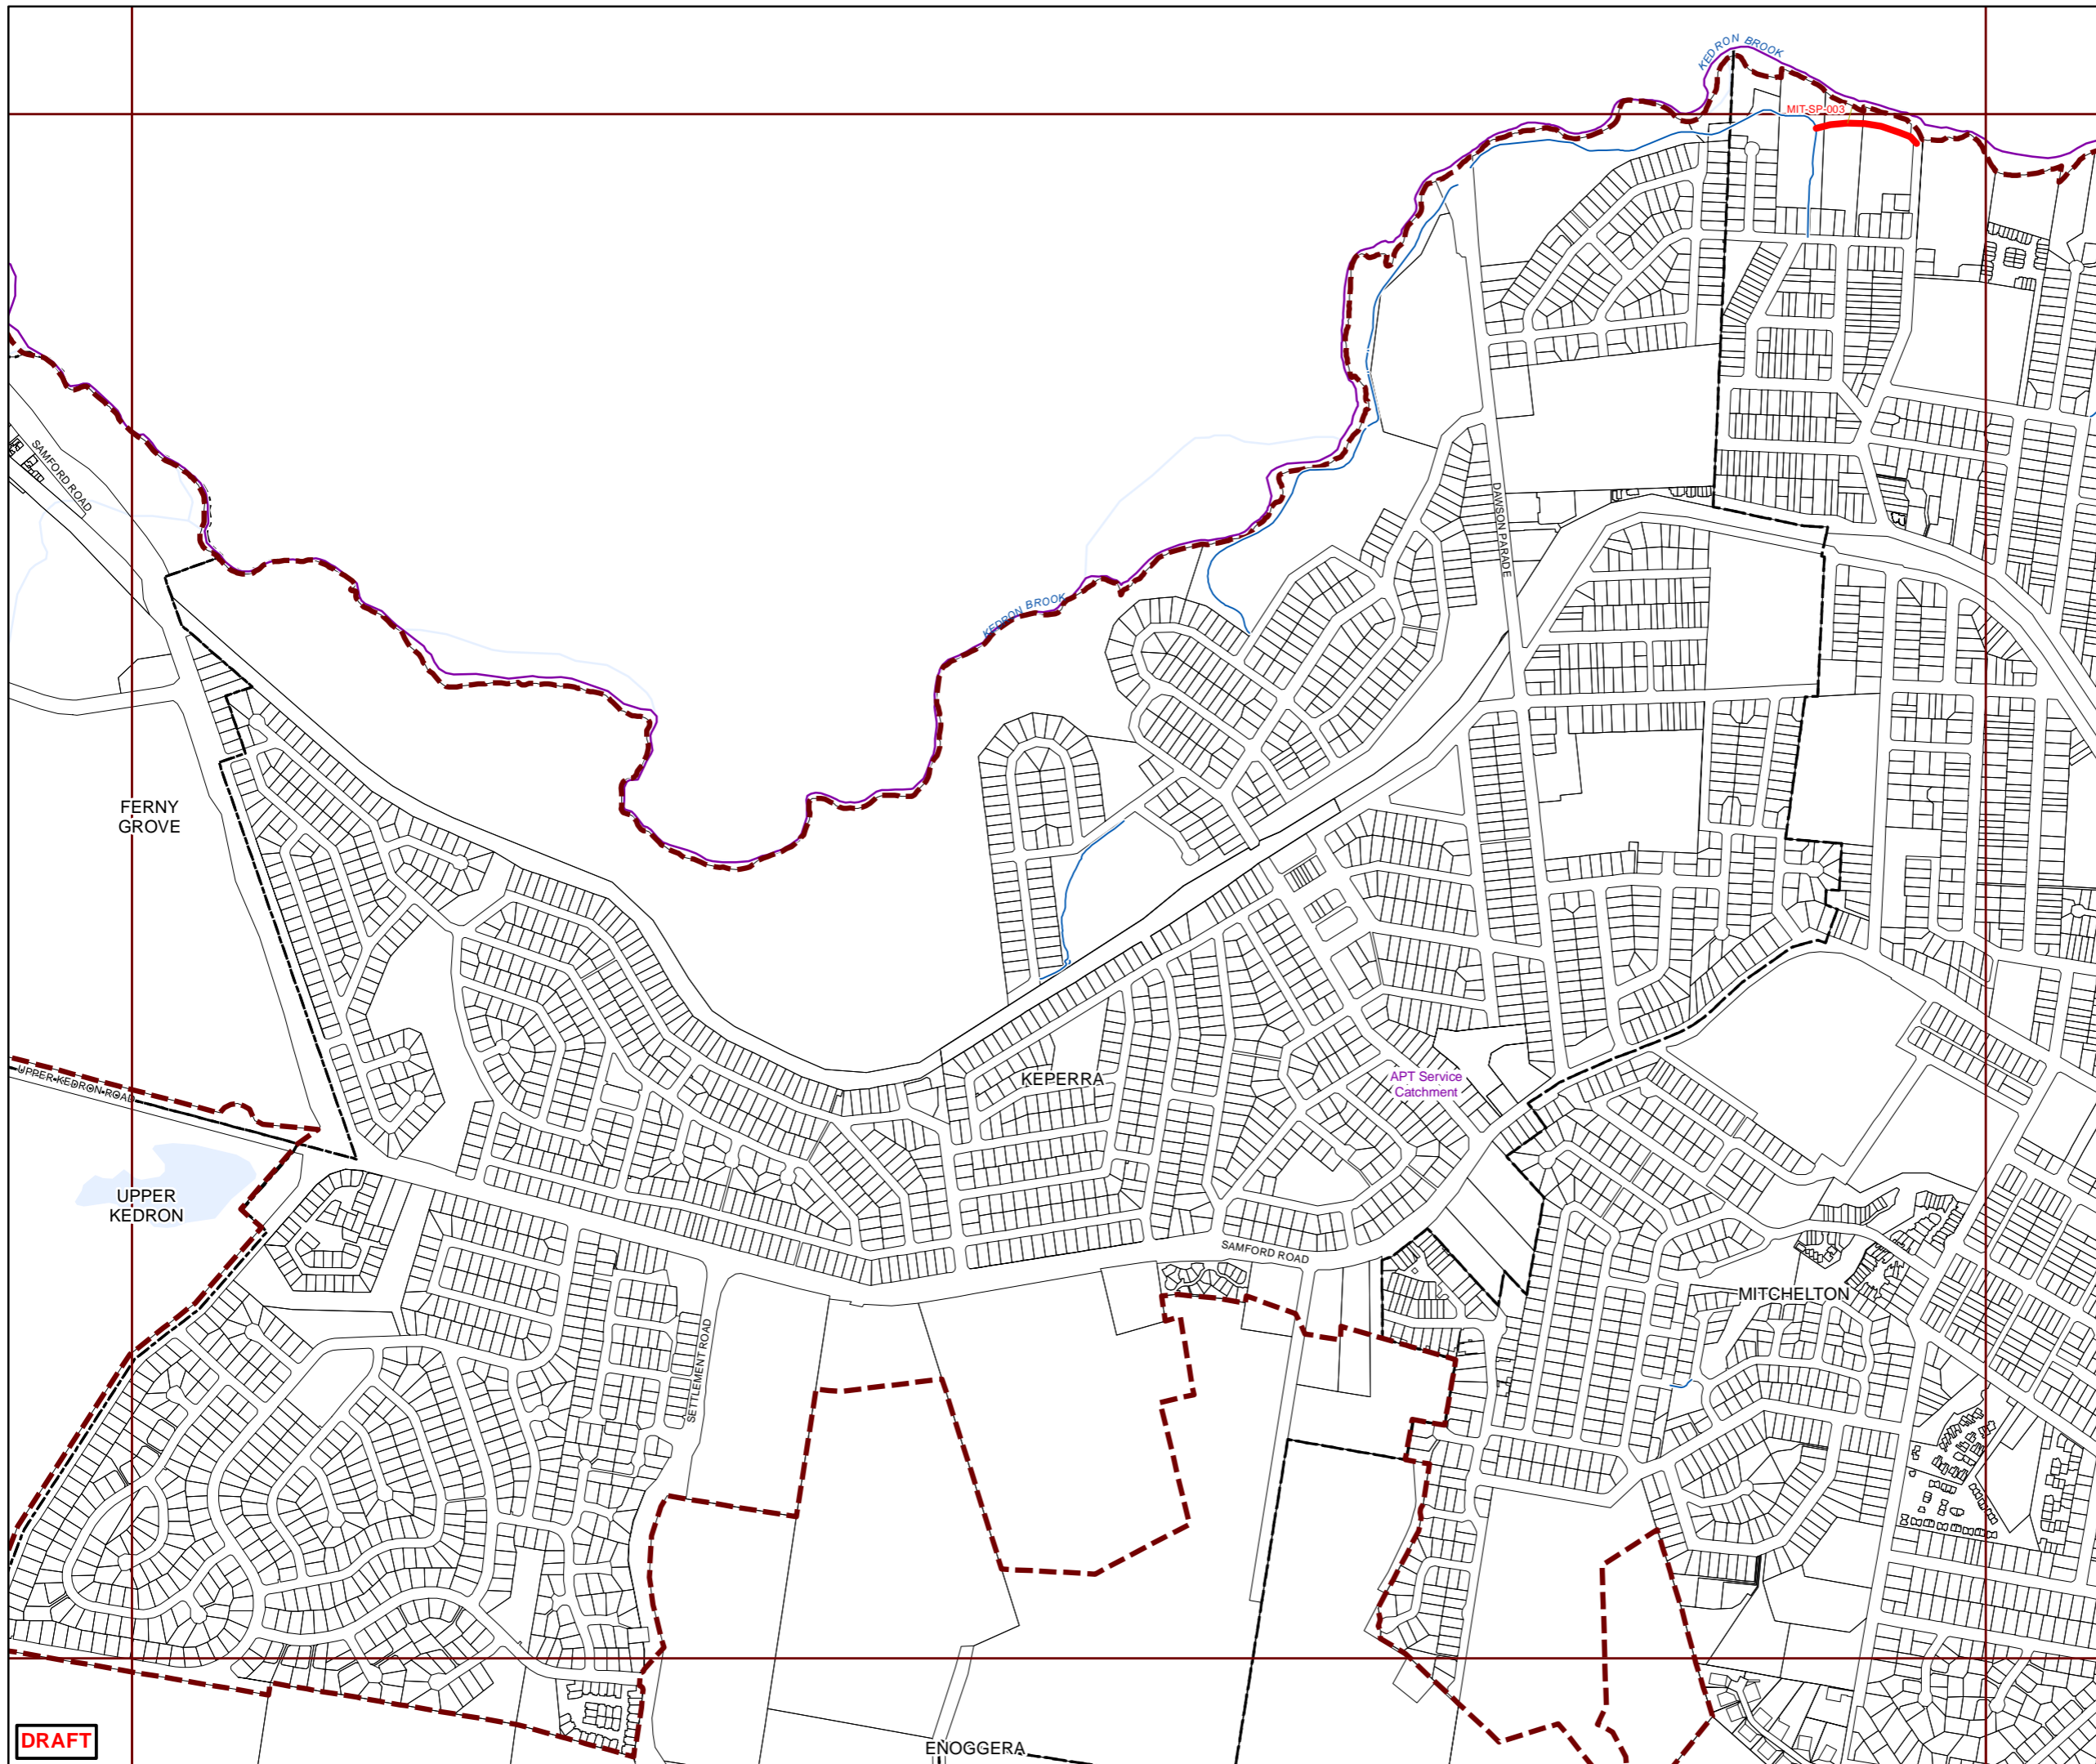 KEDRON BROOK
MIT-SP-003
SAMFORD ROAD
DAWSON PARADE
KEDRON BROOK
FERNY
GROVE
UPPER KEDRON ROAD
KEPERRA
APT Service
Catchment
UPPER
KEDRON
SAMFORD ROAD
MITCHELTON
SETTLEMENT ROAD
DRAFT
ENOGGERA